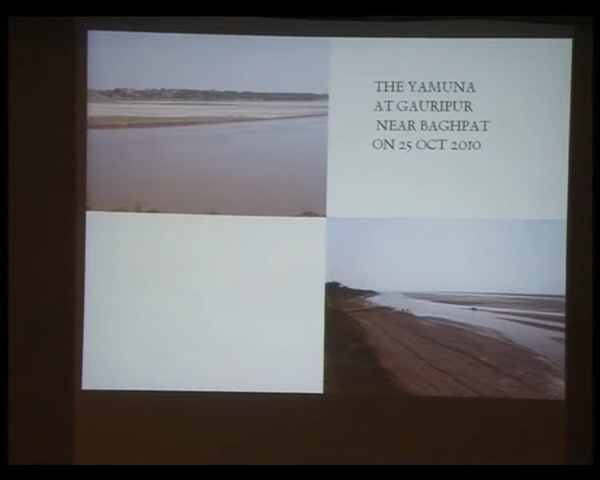 THE YAMUNA
AT GAURIPUR
NEAR BAGHPAT
ON 25 OCT 2010